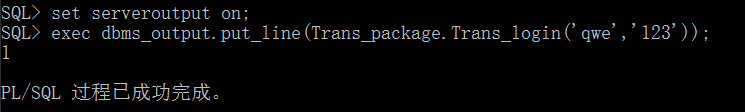 SQL> set serveroutput on;
SQL> exec dbms_output.put_line(Trans_package.Trans_login('qwe','123'));
1
PL/SQL 过程已成功完成。